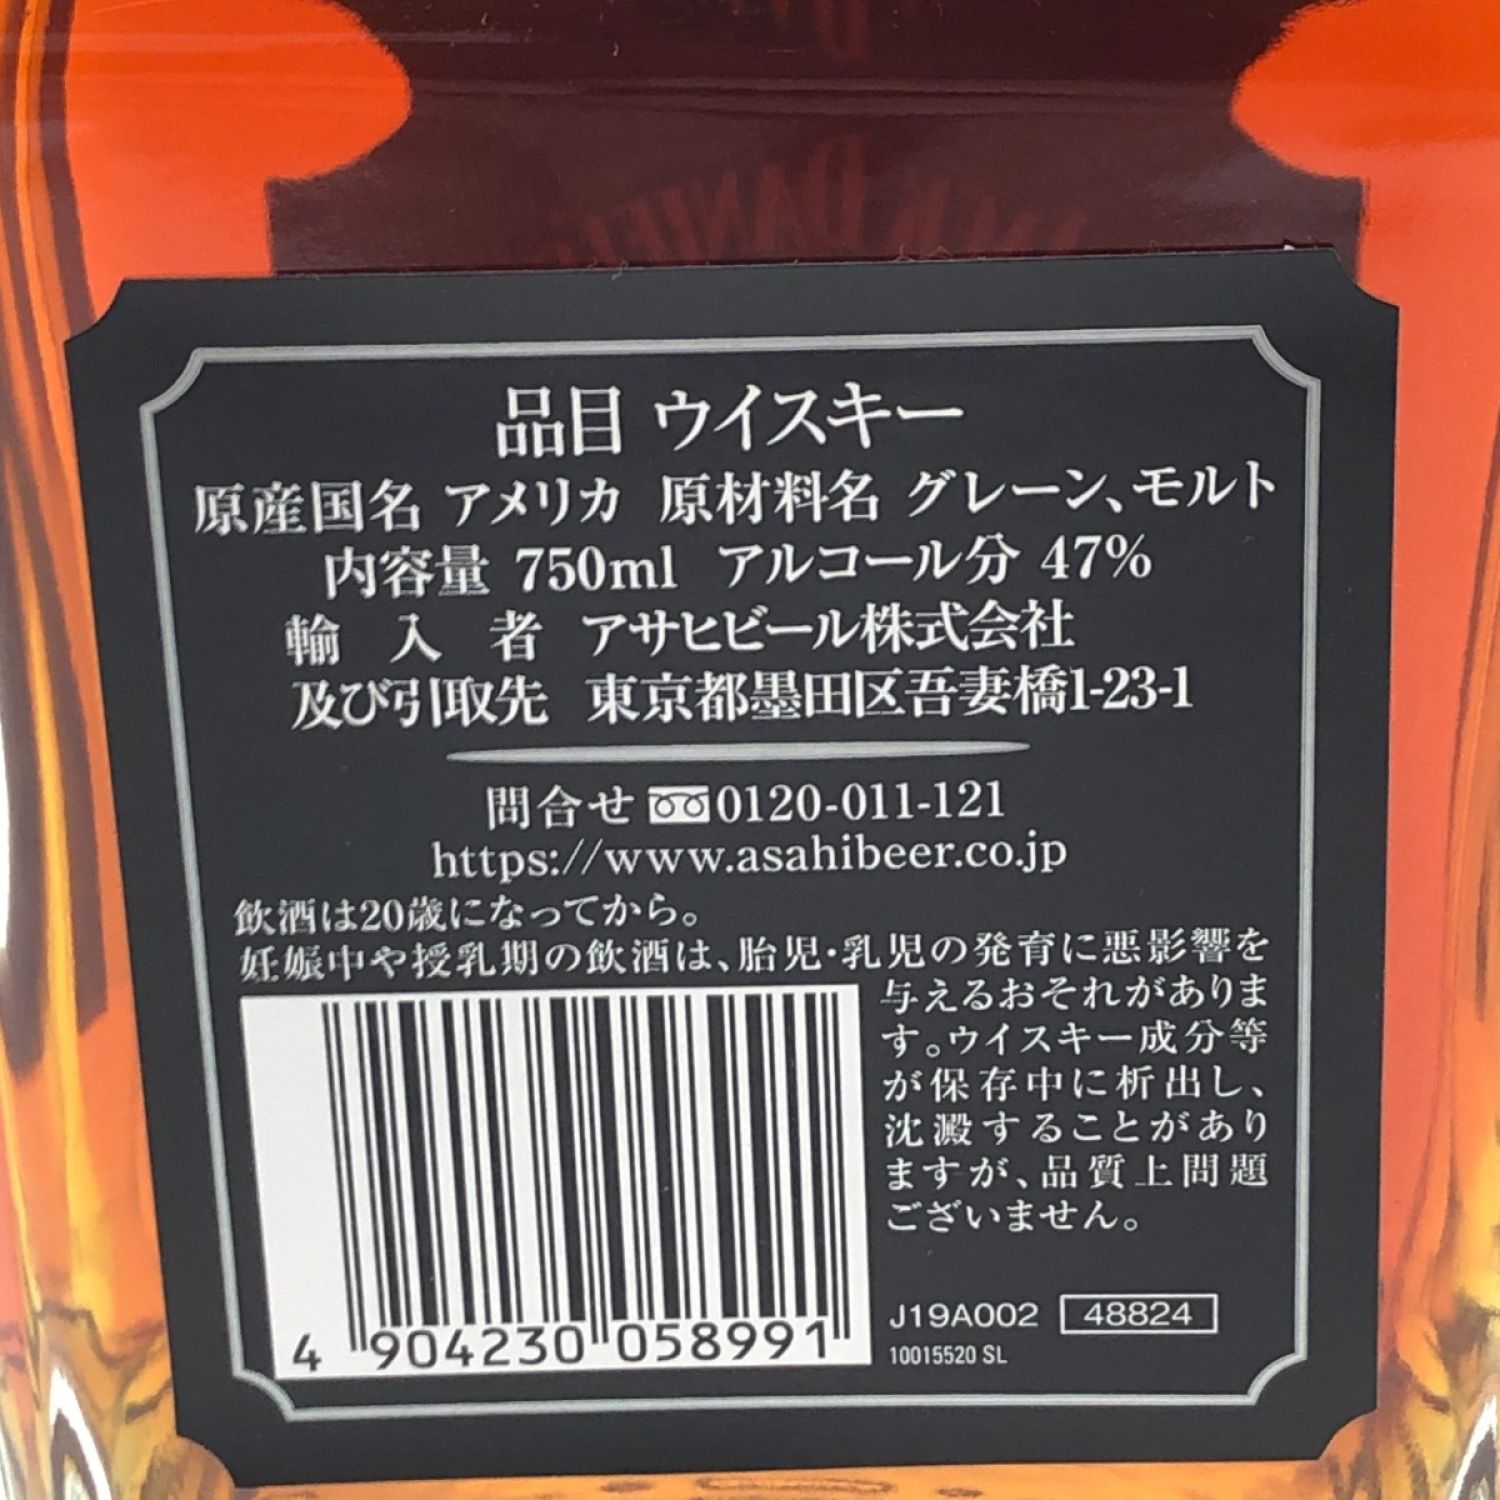 JACK DANIEL'S
品目 ウイスキー
原産国名 アメリカ 原材料名 グレーン、モルト
内容量 750ml アルコール分 47%
輸入者 アサヒビール株式会社
及び引取先 東京都墨田区吾妻橋1-23-1
問合せ 0120-011-121
https://www.asahibeer.co.jp
飲酒は20歳になってから。
妊娠中や授乳期の飲酒は、胎児・乳児の発育に悪影響を
与えるおそれがありま
す。ウイスキー成分等
が保存中に析出し、
沈澱することがあり
ますが、品質上問題
ございません。
4 904230 058991
J19A002 48824
10015520 SL